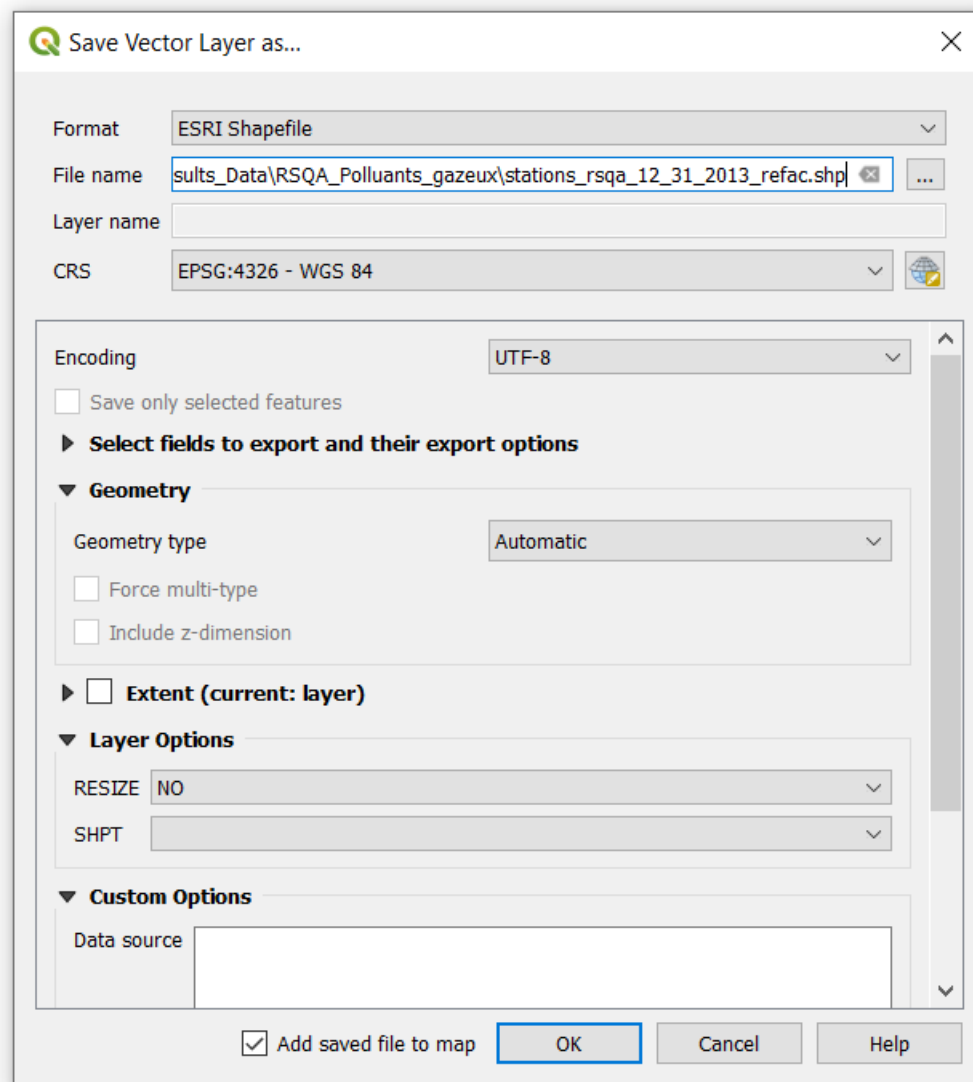 Save Vector Layer as...
Format ESRI Shapefile
File name sults_Data\RSQA_Polluants_gazeux\stations_rsqa_12_31_2013_refac.shp ...
Layer name
CRS EPSG:4326 - WGS 84
Encoding UTF-8
Save only selected features
Select fields to export and their export options
Geometry
Geometry type Automatic
Force multi-type
Include z-dimension
Extent (current: layer)
Layer Options
RESIZE NO
SHPT
Custom Options
Data source
Add saved file to map OK Cancel Help